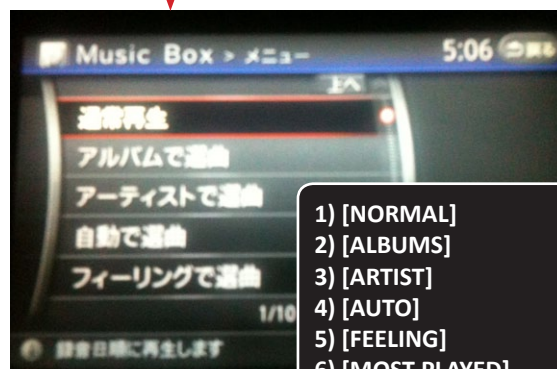 Music Box > メニュー 5:06 戻る
上へ
通常再生
アルバムで選曲
アーティストで選曲
自動で選曲
フィーリングで選曲
1/10
録音日順に再生します
1) [NORMAL]
2) [ALBUMS]
3) [ARTIST]
4) [AUTO]
5) [FEELING]
6) [MOST PLAYED]